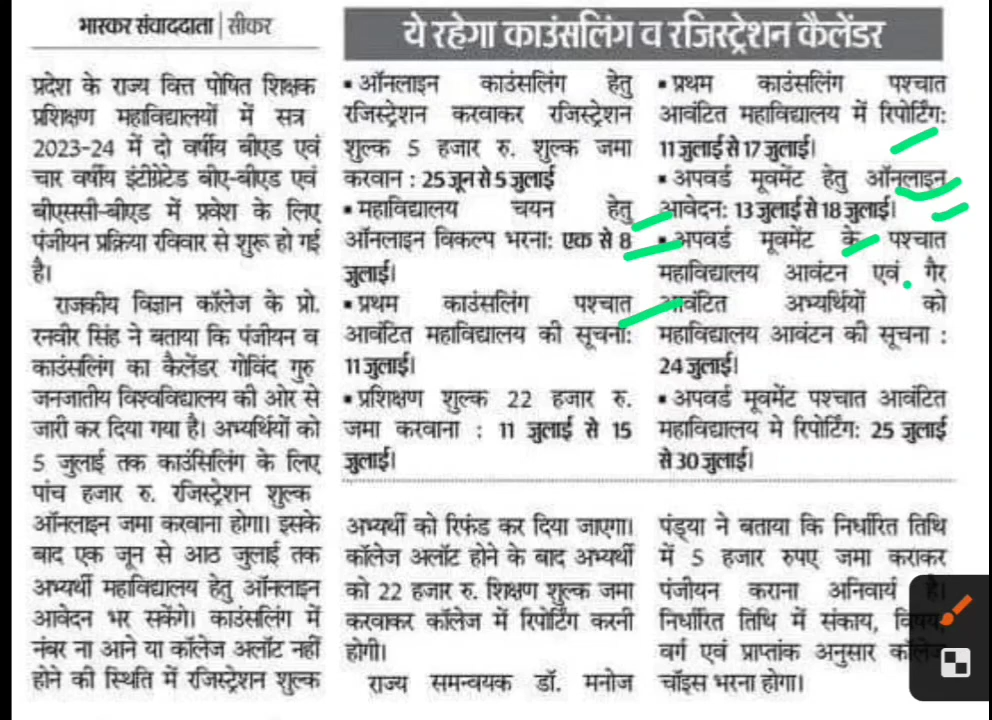 भास्कर संवाददाता | सीकर
प्रदेश के राज्य वित्त पोषित शिक्षक
प्रशिक्षण महाविद्यालयों में सत्र
2023-24 में दो वर्षीय बीएड एवं
चार वर्षीय इंटीग्रेटेड बीए-बीएड एवं
बीएससी-बीएड में प्रवेश के लिए
पंजीयन प्रक्रिया रविवार से शुरू हो गई
है।
राजकीय विज्ञान कॉलेज के प्रो.
रनवीर सिंह ने बताया कि पंजीयन व
काउंसलिंग का कैलेंडर गोविंद गुरु
जनजातीय विश्वविद्यालय की ओर से
जारी कर दिया गया है। अभ्यर्थियों को
5 जुलाई तक काउंसिलिंग के लिए
पांच हजार रु. रजिस्ट्रेशन शुल्क
ऑनलाइन जमा करवाना होगा। इसके
बाद एक जून से आठ जुलाई तक
अभ्यर्थी महाविद्यालय हेतु ऑनलाइन
आवेदन भर सकेंगे। काउंसलिंग में
नंबर ना आने या कॉलेज अलॉट नहीं
होने की स्थिति में रजिस्ट्रेशन शुल्क
ये रहेगा काउंसलिंग व रजिस्ट्रेशन कैलेंडर
▪ ऑनलाइन काउंसलिंग हेतु
रजिस्ट्रेशन करवाकर रजिस्ट्रेशन
शुल्क 5 हजार रु. शुल्क जमा
करवान : 25 जून से 5 जुलाई
▪ महाविद्यालय चयन हेतु
ऑनलाइन विकल्प भरना: एक से 8
जुलाई।
▪ प्रथम काउंसलिंग पश्चात
आवंटित महाविद्यालय की सूचना:
11 जुलाई।
▪ प्रशिक्षण शुल्क 22 हजार रु.
जमा करवाना : 11 जुलाई से 15
जुलाई।
▪ प्रथम काउंसलिंग पश्चात
आवंटित महाविद्यालय में रिपोर्टिंग:
11 जुलाई से 17 जुलाई।
▪ अपवर्ड मूवमेंट हेतु ऑनलाइन
आवेदन: 13 जुलाई से 18 जुलाई।
▪ अपवर्ड मूवमेंट के पश्चात
महाविद्यालय आवंटन एवं गैर
आवंटित अभ्यर्थियों को
महाविद्यालय आवंटन की सूचना :
24 जुलाई।
▪ अपवर्ड मूवमेंट पश्चात आवंटित
महाविद्यालय मे रिपोर्टिंग: 25 जुलाई
से 30 जुलाई।
अभ्यर्थी को रिफंड कर दिया जाएगा।
कॉलेज अलॉट होने के बाद अभ्यर्थी
को 22 हजार रु. शिक्षण शुल्क जमा
करवाकर कॉलेज में रिपोर्टिंग करनी
होगी।
राज्य समन्वयक डॉ. मनोज
पंड्या ने बताया कि निर्धारित तिथि
में 5 हजार रुपए जमा कराकर
पंजीयन कराना अनिवार्य है।
निर्धारित तिथि में संकाय, विषय,
वर्ग एवं प्राप्तांक अनुसार कॉलेज
चॉइस भरना होगा।